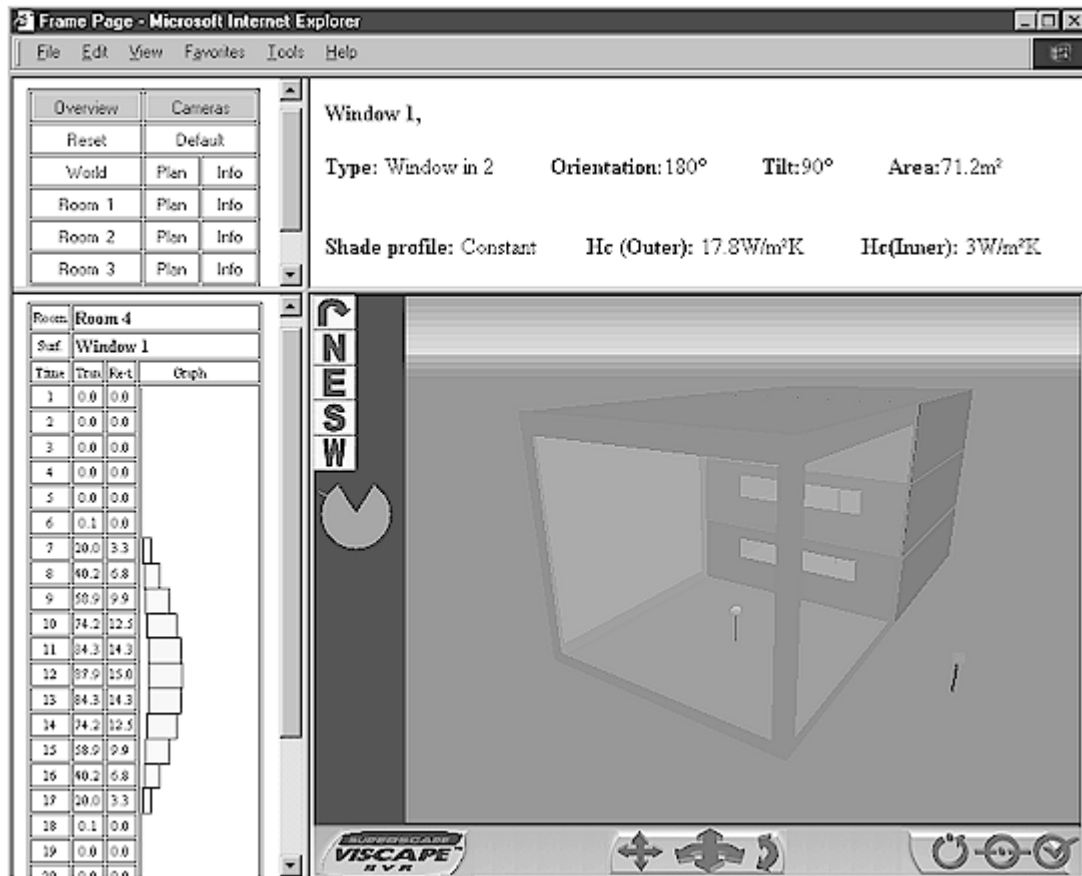 Frame Page - Microsoft Internet Explorer
File Edit View Favorites Tools Help
Overview Cameras
Reset Default
World Plan Info
Room 1 Plan Info
Room 2 Plan Info
Room 3 Plan Info
Window 1,
Type: Window in 2 Orientation:180° Tilt:90° Area:71.2m²
Shade profile: Constant Hc (Outer): 17.8W/m²K Hc(Inner): 3W/m²K
Room Room 4
Surf. Window 1
Time Tran Ret. Graph
1 0.0 0.0
2 0.0 0.0
3 0.0 0.0
4 0.0 0.0
5 0.0 0.0
6 0.1 0.0
7 20.0 3.3
8 40.2 6.8
9 58.9 9.9
10 74.2 12.5
11 84.3 14.3
12 87.9 15.0
13 84.3 14.3
14 74.2 12.5
15 58.9 9.9
16 40.2 6.8
17 20.0 3.3
18 0.1 0.0
19 0.0 0.0
20 0.0 0.0
N
E
S
W
SUPERSCAPE
VISCAPE™
RVR